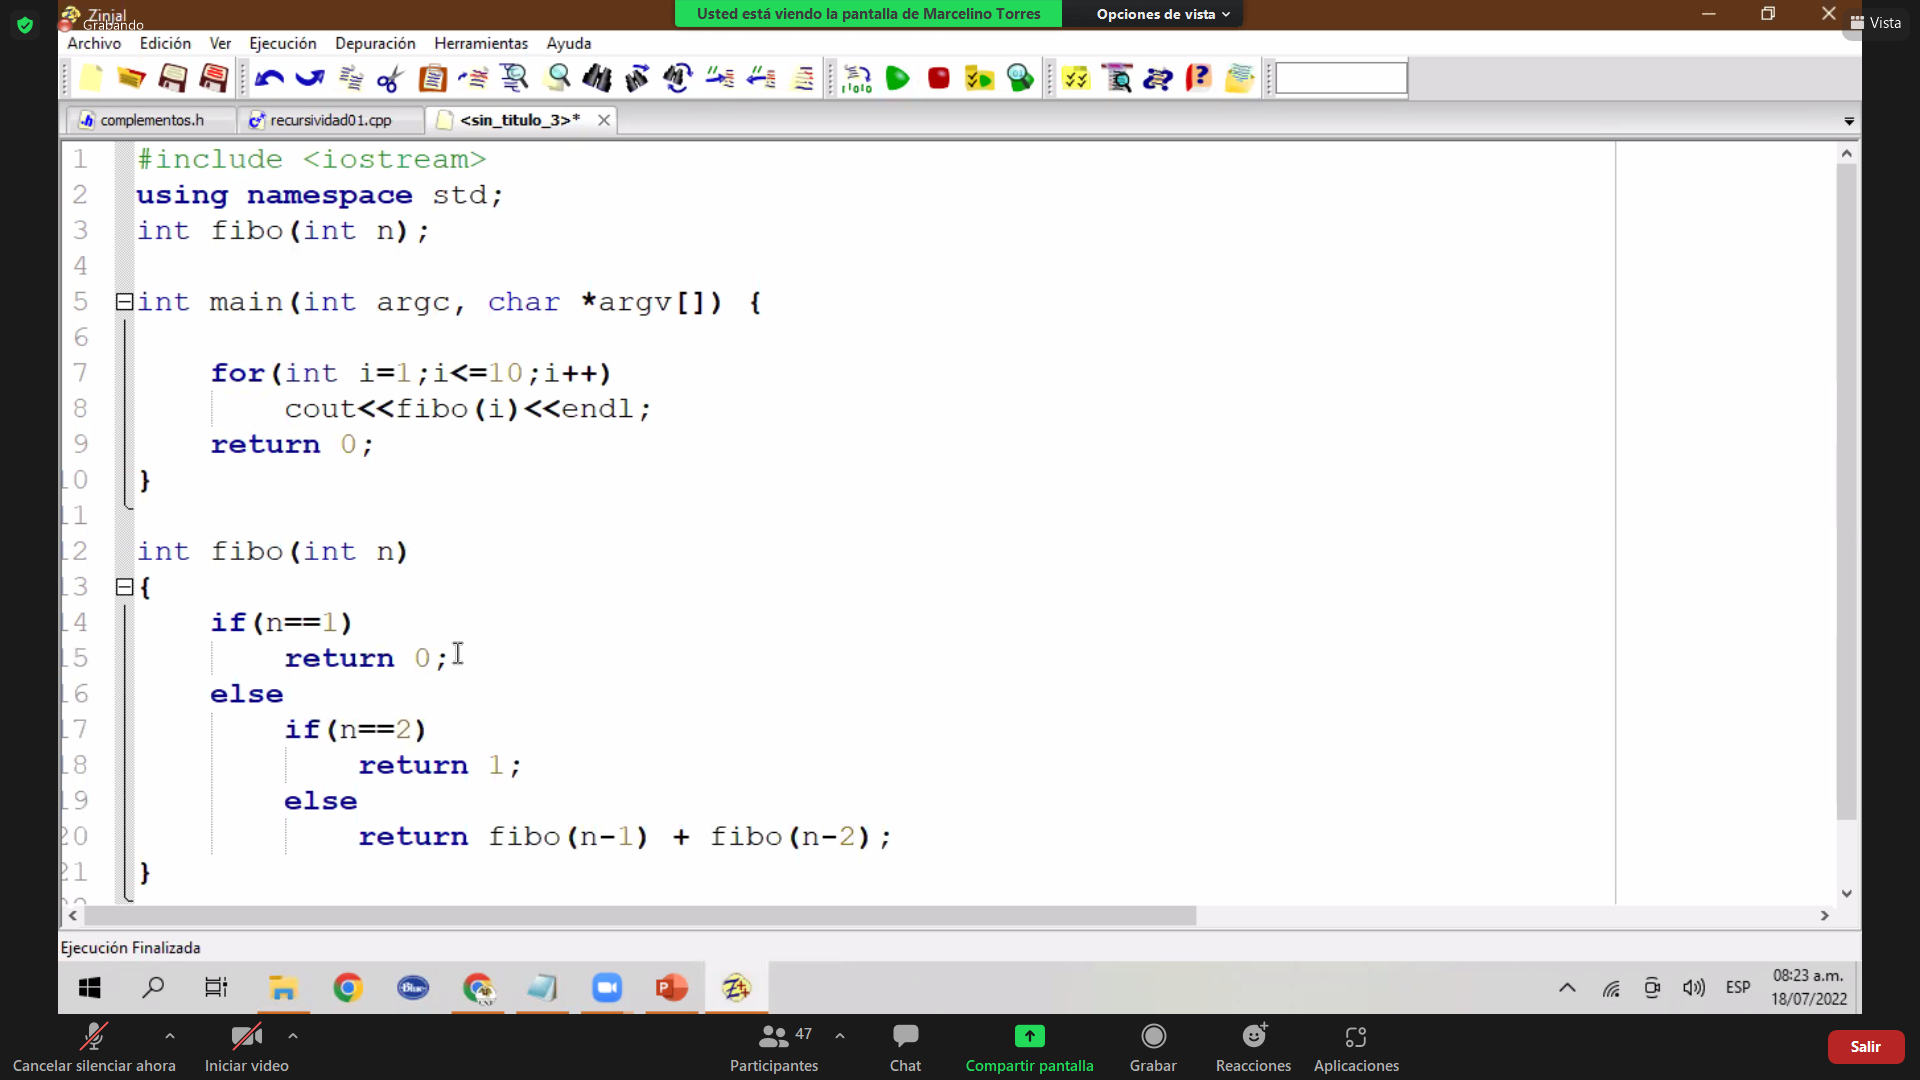 Zinjal
Grabando
Usted está viendo la pantalla de Marcelino Torres
Opciones de vista
Vista
Archivo Edición Ver Ejecución Depuración Herramientas Ayuda
complementos.h recursividad01.cpp <sin_titulo_3>*
1 #include <iostream>
2 using namespace std;
3 int fibo(int n);
4
5 int main(int argc, char *argv[]) {
6
7 for(int i=1;i<=10;i++)
8 cout<<fibo(i)<<endl;
9 return 0;
10 }
11
12 int fibo(int n)
13 {
14 if(n==1)
15 return 0;
16 else
17 if(n==2)
18 return 1;
19 else
20 return fibo(n-1) + fibo(n-2);
21 }
Ejecución Finalizada
ESP
08:23 a.m.
18/07/2022
Cancelar silenciar ahora
Iniciar video
47
Participantes
Chat
Compartir pantalla
Grabar
Reacciones
Aplicaciones
Salir